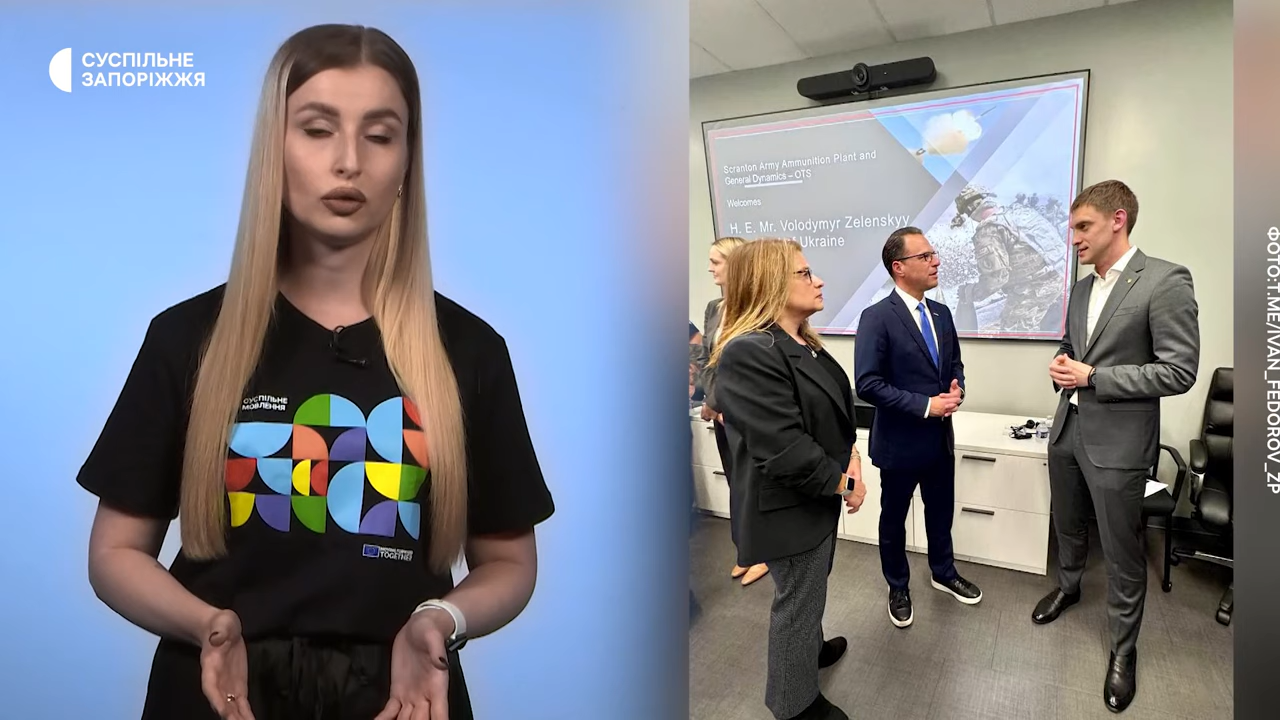 СУСПІЛЬНЕ
ЗАПОРІЖЖЯ
СУСПІЛЬНЕ
МОВЛЕННЯ
TOGETHER
Scranton Army Ammunition Plant and
General Dynamics – OTS
Welcomes
H. E. Mr. Volodymyr Zelenskyy
Ukraine
ФОТО:T.ME/IVAN_FEDOROV_ZP